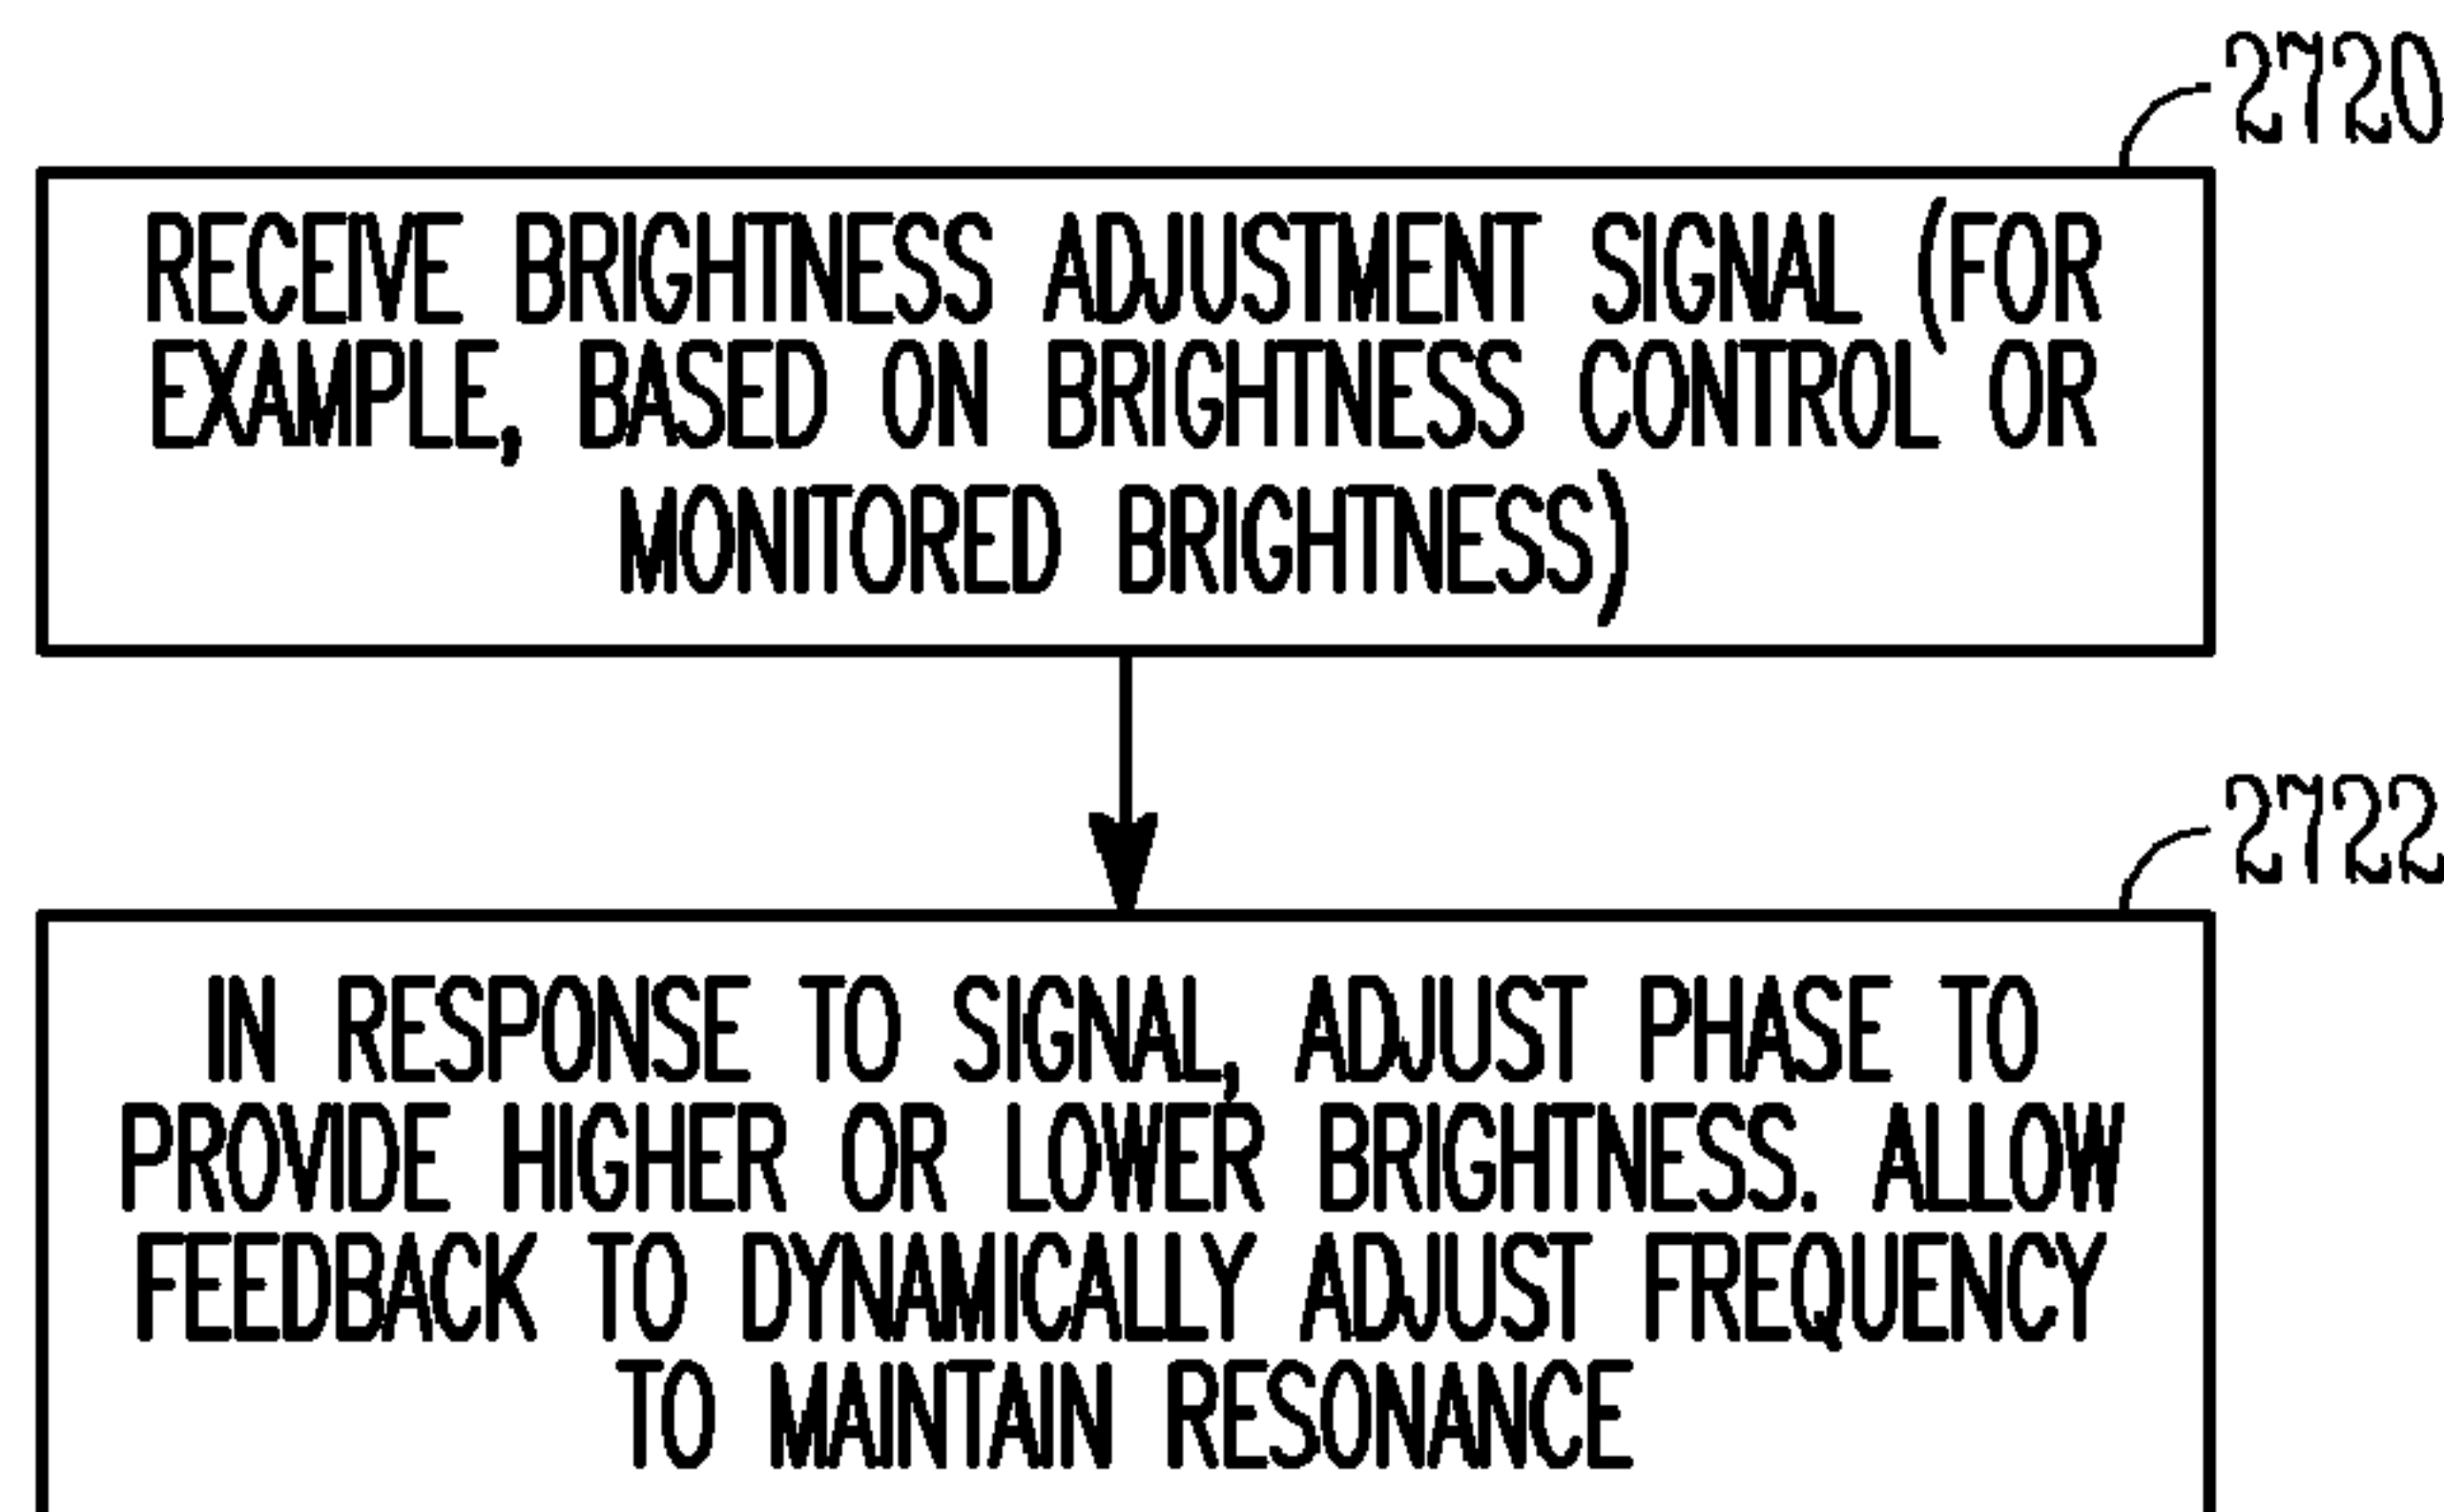 2720
RECEIVE BRIGHTNESS ADJUSTMENT SIGNAL (FOR
EXAMPLE, BASED ON BRIGHTNESS CONTROL OR
MONITORED BRIGHTNESS)
2722
IN RESPONSE TO SIGNAL, ADJUST PHASE TO
PROVIDE HIGHER OR LOWER BRIGHTNESS. ALLOW
FEEDBACK TO DYNAMICALLY ADJUST FREQUENCY
TO MAINTAIN RESONANCE